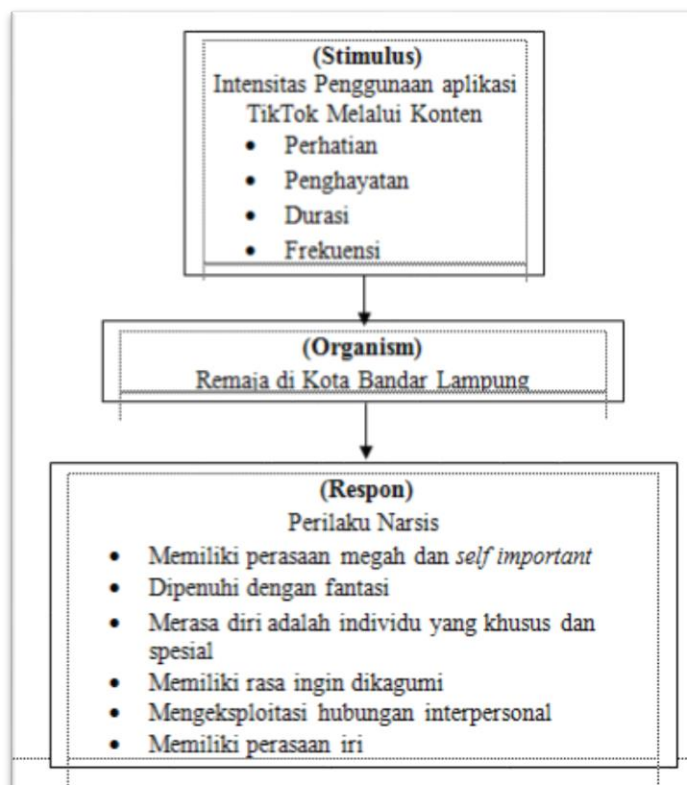 (Stimulus)
Intensitas Penggunaan aplikasi
TikTok Melalui Konten
• Perhatian
• Penghayatan
• Durasi
• Frekuensi
(Organism)
Remaja di Kota Bandar Lampung
(Respon)
Perilaku Narsis
• Memiliki perasaan megah dan self important
• Dipenuhi dengan fantasi
• Merasa diri adalah individu yang khusus dan
spesial
• Memiliki rasa ingin dikagumi
• Mengeksploitasi hubungan interpersonal
• Memiliki perasaan iri